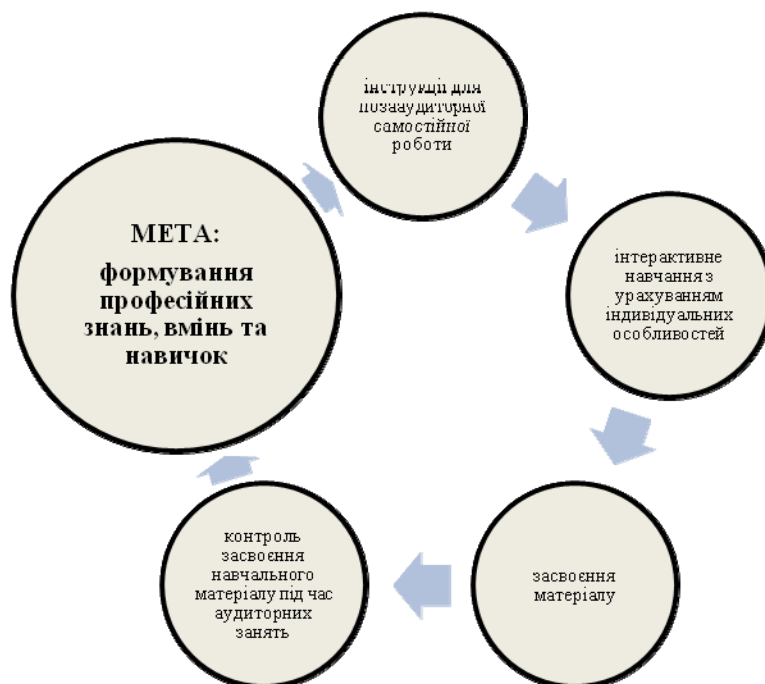 інструкції для
позааудиторної
самостійної
роботи
МЕТА:
формування
професійних
знань, вмінь та
навичок
інтерактивне
навчання з
урахуванням
індивідуальних
особливостей
засвоєння
матеріалу
контроль
засвоєння
навчального
матеріалу під час
аудиторних
занять